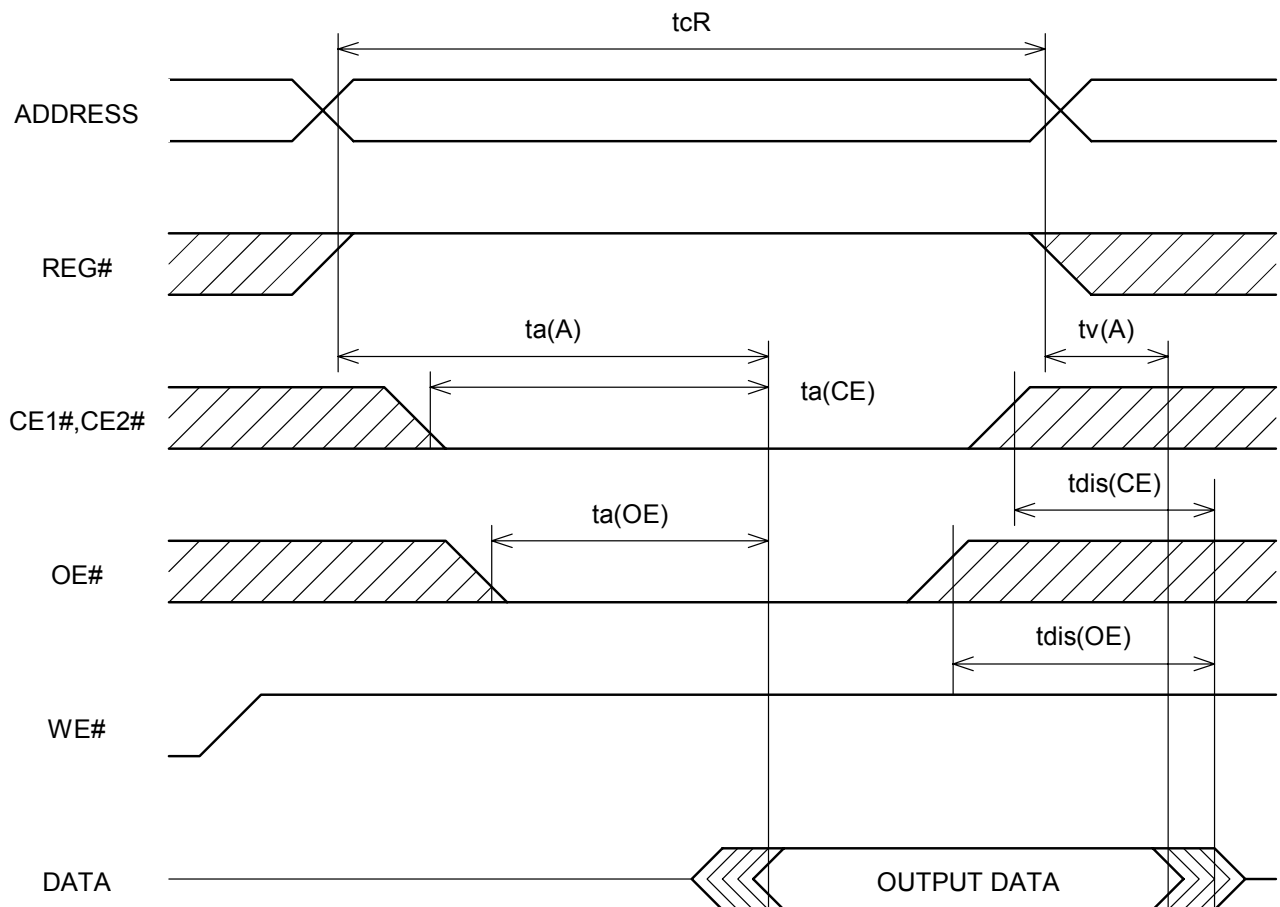 tcR
ADDRESS
REG#
ta(A)
tv(A)
ta(CE)
CE1#,CE2#
tdis(CE)
ta(OE)
OE#
tdis(OE)
WE#
DATA
OUTPUT DATA